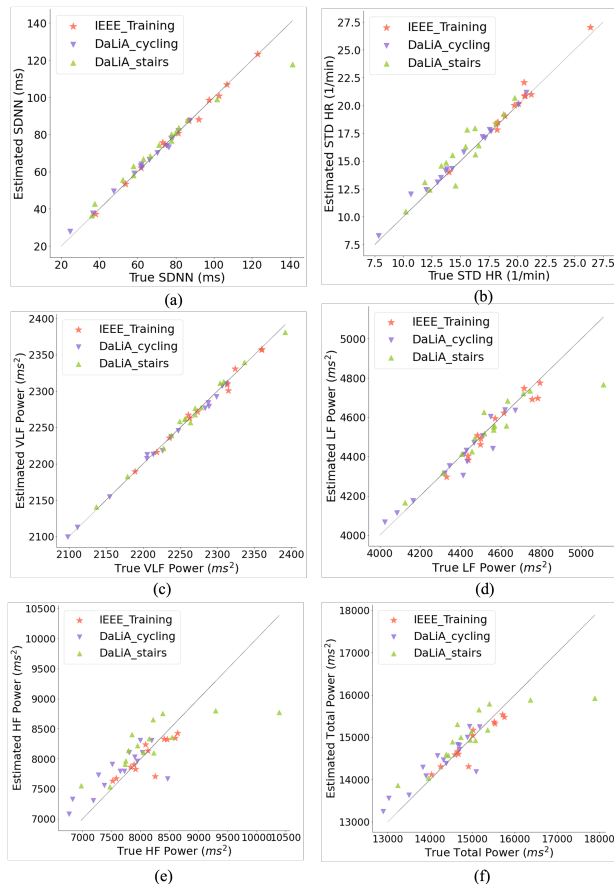 IEEE_Training
DaLiA_cycling
DaLiA_stairs
Estimated SDNN
(ms)
140
120
100
80
60
40
20
20 40 60 80 100 120 140
True SDNN (ms)
(a)
IEEE_Training
DaLiA_cycling
DaLiA_stairs
Estimated
STD HR (1/min)
27.5
25.0
22.5
20.0
17.5
15.0
12.5
10.0
7.5
7.5 10.0 12.5 15.0 17.5 20.0 22.5 25.0 27.5
True STD HR (1/min)
(b)
IEEE_Training
DaLiA_cycling
DaLiA_stairs
Estimated VLF Power (ms²)
2400
2350
2300
2250
2200
2150
2100
2100 2150 2200 2250 2300 2350 2400
True VLF Power (ms²)
(c)
IEEE_Training
DaLiA_cycling
DaLiA_stairs
Estimated LF Power (ms²)
5000
4800
4600
4400
4200
4000
4000 4200 4400 4600 4800 5000
True LF Power (ms²)
(d)
IEEE_Training
DaLiA_cycling
DaLiA_stairs
Estimated HF Power (ms²)
10500
10000
9500
9000
8500
8000
7500
7000
7000 7500 8000 8500 9000 9500 10000 10500
True HF Power (ms²)
(e)
IEEE_Training
DaLiA_cycling
DaLiA_stairs
Estimated Total Power (ms²)
18000
17000
16000
15000
14000
13000
13000 14000 15000 16000 17000 18000
True Total Power (ms²)
(f)